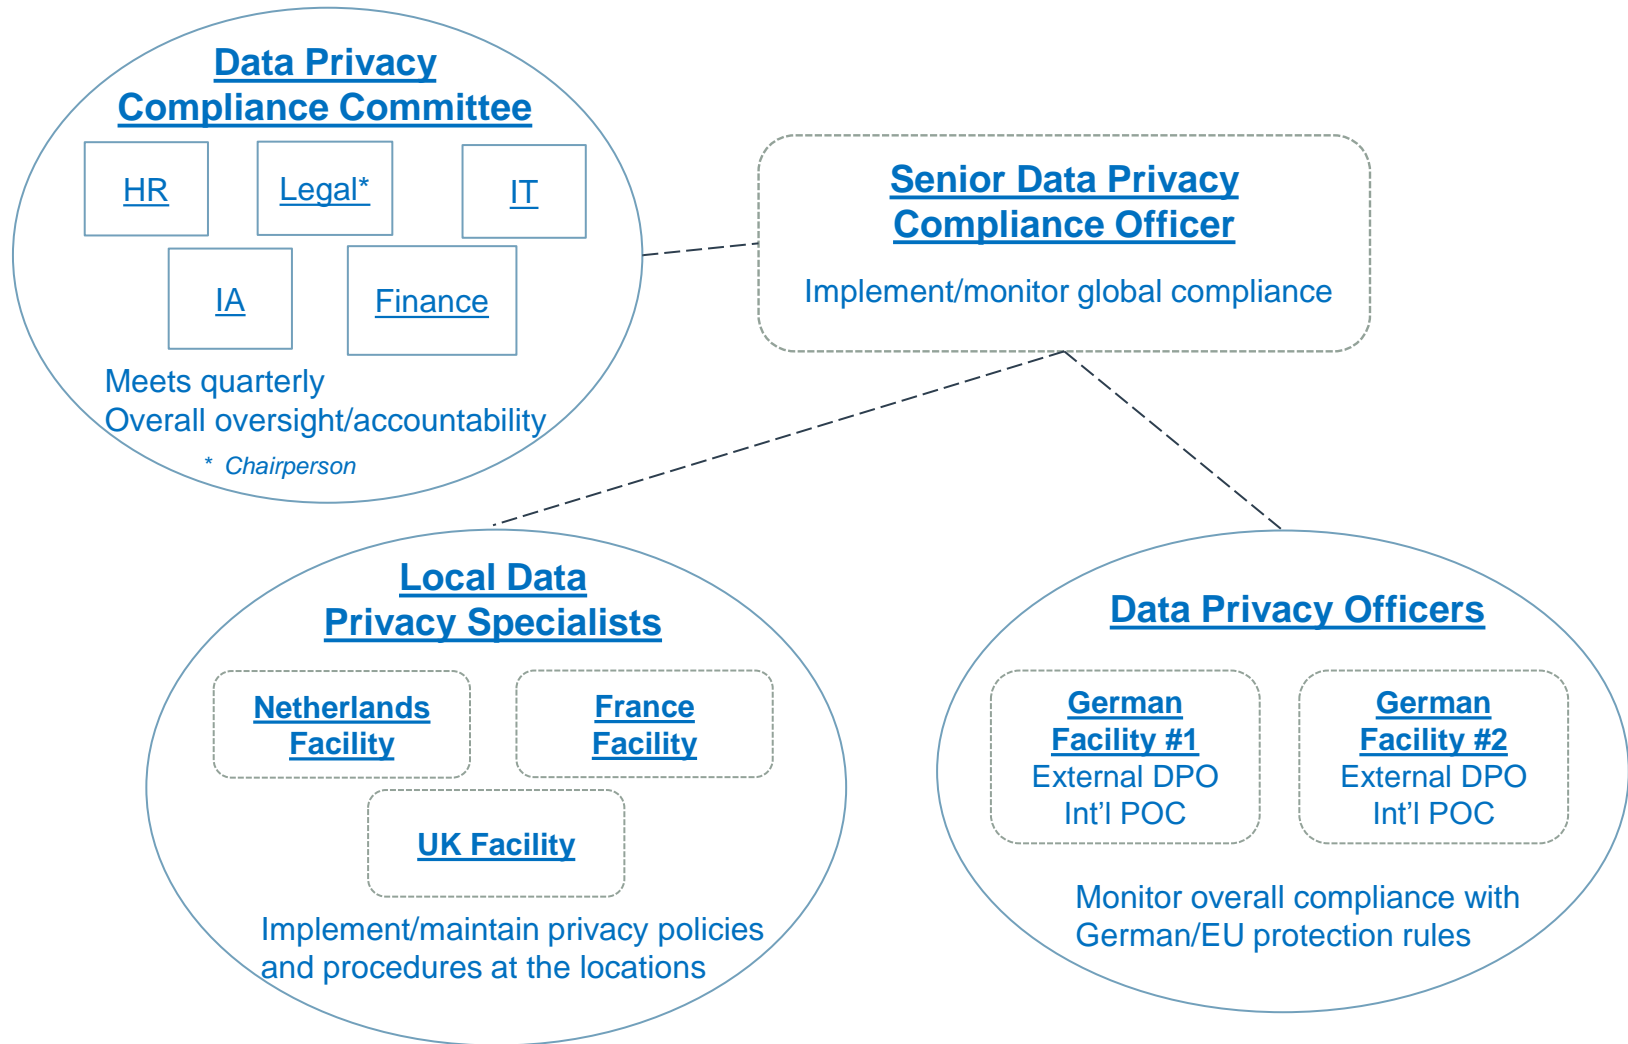 Data Privacy
Compliance Committee
HR
Legal*
IT
IA
Finance
Meets quarterly
Overall oversight/accountability
* Chairperson
Senior Data Privacy
Compliance Officer
Implement/monitor global compliance
Local Data
Privacy Specialists
Netherlands
Facility
France
Facility
UK Facility
Implement/maintain privacy policies
and procedures at the locations
Data Privacy Officers
German
Facility #1
External DPO
Int’l POC
German
Facility #2
External DPO
Int’l POC
Monitor overall compliance with
German/EU protection rules